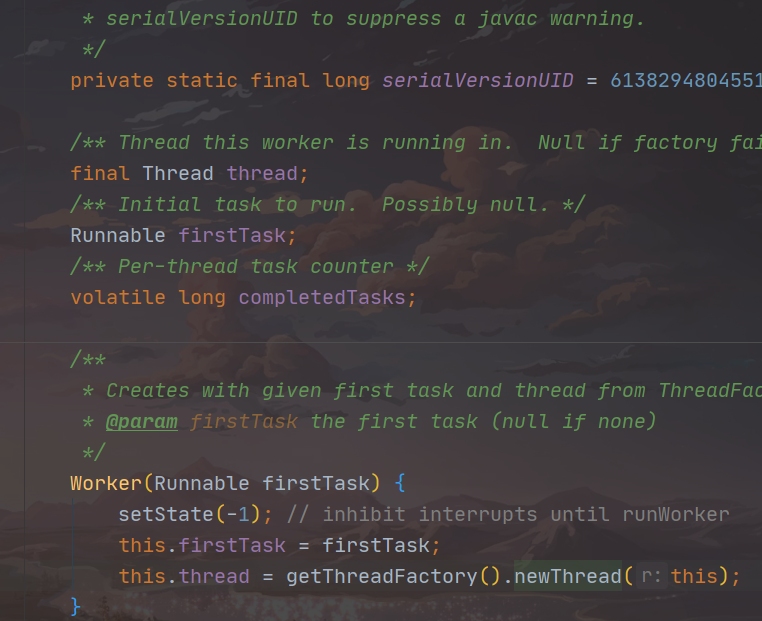 * serialVersionUID to suppress a javac warning.
*/
private static final long serialVersionUID = 6138294804551
/** Thread this worker is running in.  Null if factory fai
final Thread thread;
/** Initial task to run.  Possibly null. */
Runnable firstTask;
/** Per-thread task counter */
volatile long completedTasks;
/**
* Creates with given first task and thread from ThreadFac
* @param firstTask the first task (null if none)
*/
Worker(Runnable firstTask) {
setState(-1); // inhibit interrupts until runWorker
this.firstTask = firstTask;
this.thread = getThreadFactory().newThread( r: this);
}